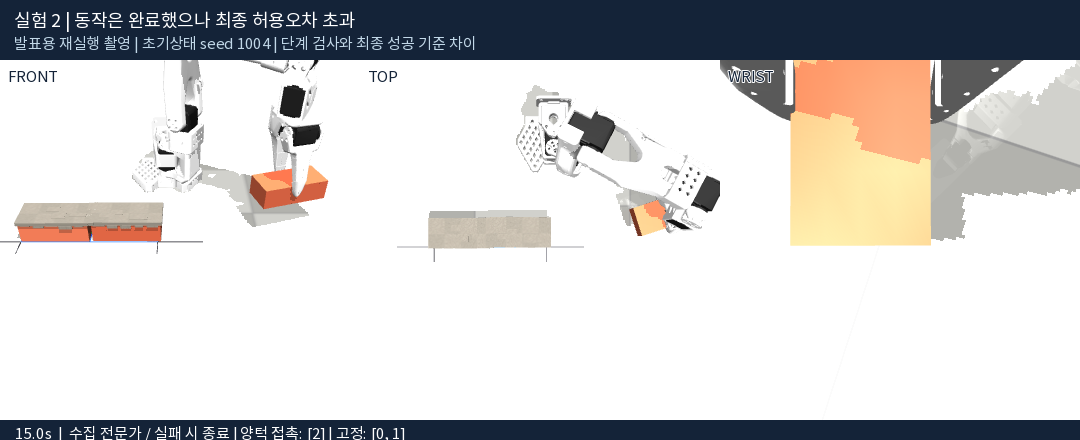 실험 2 | 동작은 완료했으나 최종 허용오차 초과
발표용 재실행 촬영 | 초기상태 seed 1004 | 단계 검사와 최종 성공 기준 차이
FRONT
TOP
WRIST
15.0s | 수집 전문가 / 실패 시 종료 | 양턱 접촉: [2] | 고정: [0, 1]